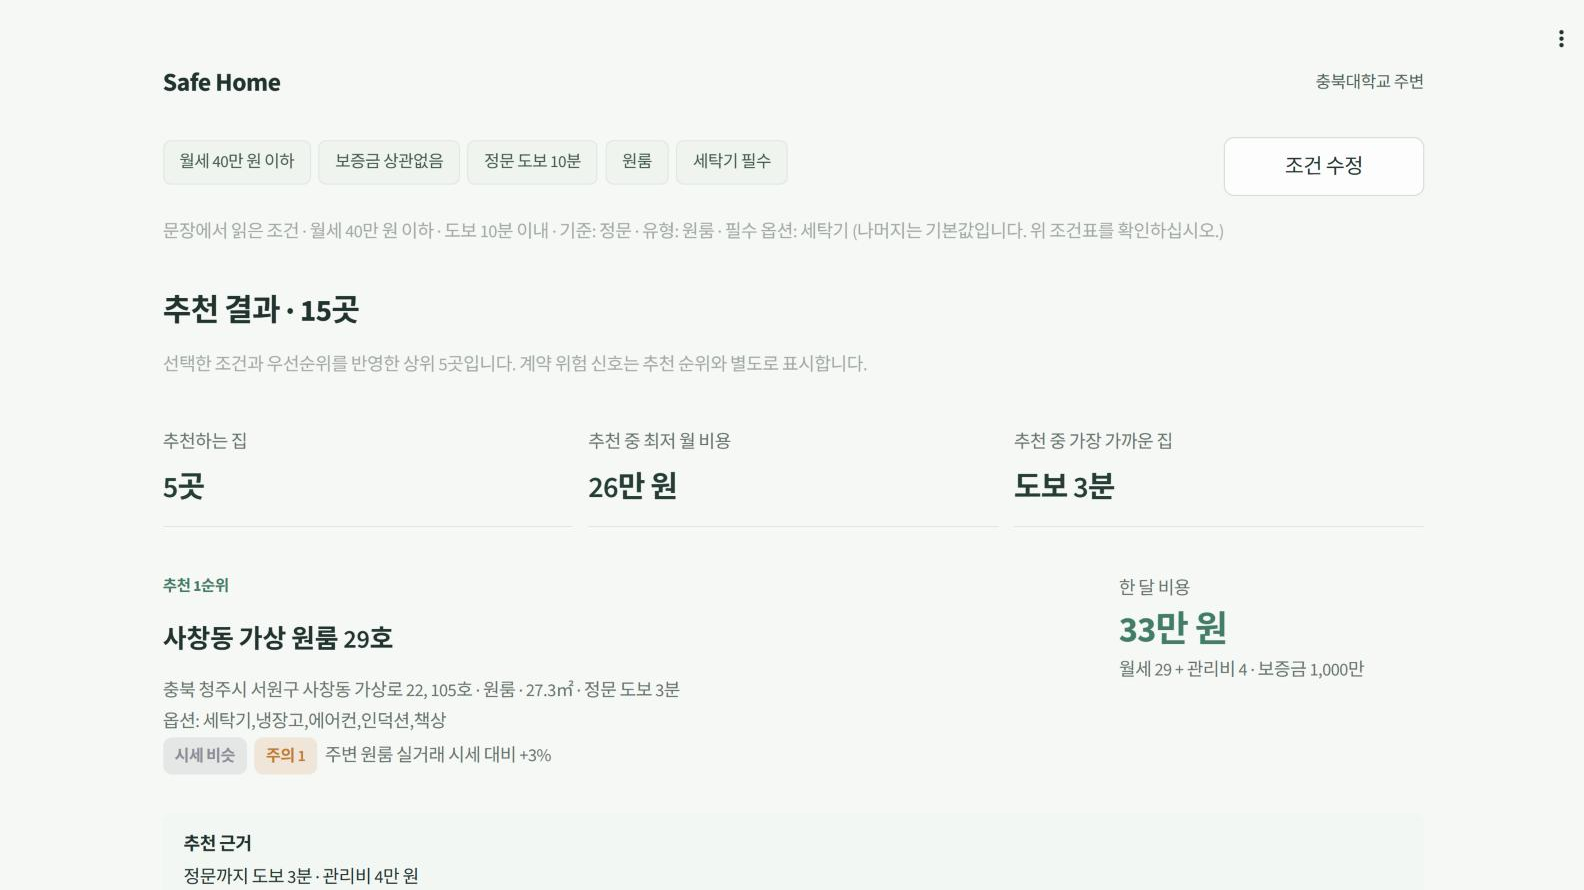 Safe Home
충북대학교 주변
월세 40만 원 이하
보증금 상관없음
정문 도보 10분
원룸
세탁기 필수
조건 수정
문장에서 읽은 조건 · 월세 40만 원 이하 · 도보 10분 이내 · 기준: 정문 · 유형: 원룸 · 필수 옵션: 세탁기 (나머지는 기본값입니다. 위 조건표를 확인하십시오.)
추천 결과 · 15곳
선택한 조건과 우선순위를 반영한 상위 5곳입니다. 계약 위험 신호는 추천 순위와 별도로 표시합니다.
추천하는 집
5곳
추천 중 최저 월 비용
26만 원
추천 중 가장 가까운 집
도보 3분
추천 1순위
사창동 가상 원룸 29호
충북 청주시 서원구 사창동 가상로 22, 105호 · 원룸 · 27.3㎡ · 정문 도보 3분
옵션: 세탁기,냉장고,에어컨,인덕션,책상
시세 비슷
주의 1
주변 원룸 실거래 시세 대비 +3%
한 달 비용
33만 원
월세 29 + 관리비 4 · 보증금 1,000만
추천 근거
정문까지 도보 3분 · 관리비 4만 원